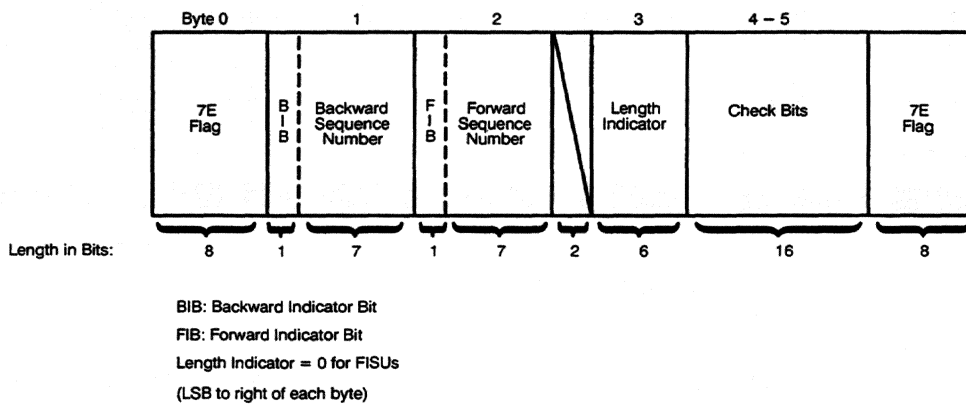 Byte 0 1 2 3 4 – 5
7E Flag
BIB
Backward Sequence Number
FIB
Forward Sequence Number
Length Indicator
Check Bits
7E Flag
Length in Bits: 8 1 7 1 7 2 6 16 8
BIB: Backward Indicator Bit
FIB: Forward Indicator Bit
Length Indicator = 0 for FISUs
(LSB to right of each byte)